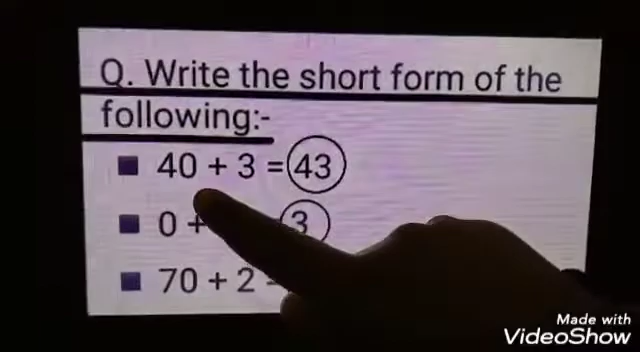 Q. Write the short form of the
following:-
40 + 3 = 43
0 + 3
70 + 2
Made with
VideoShow